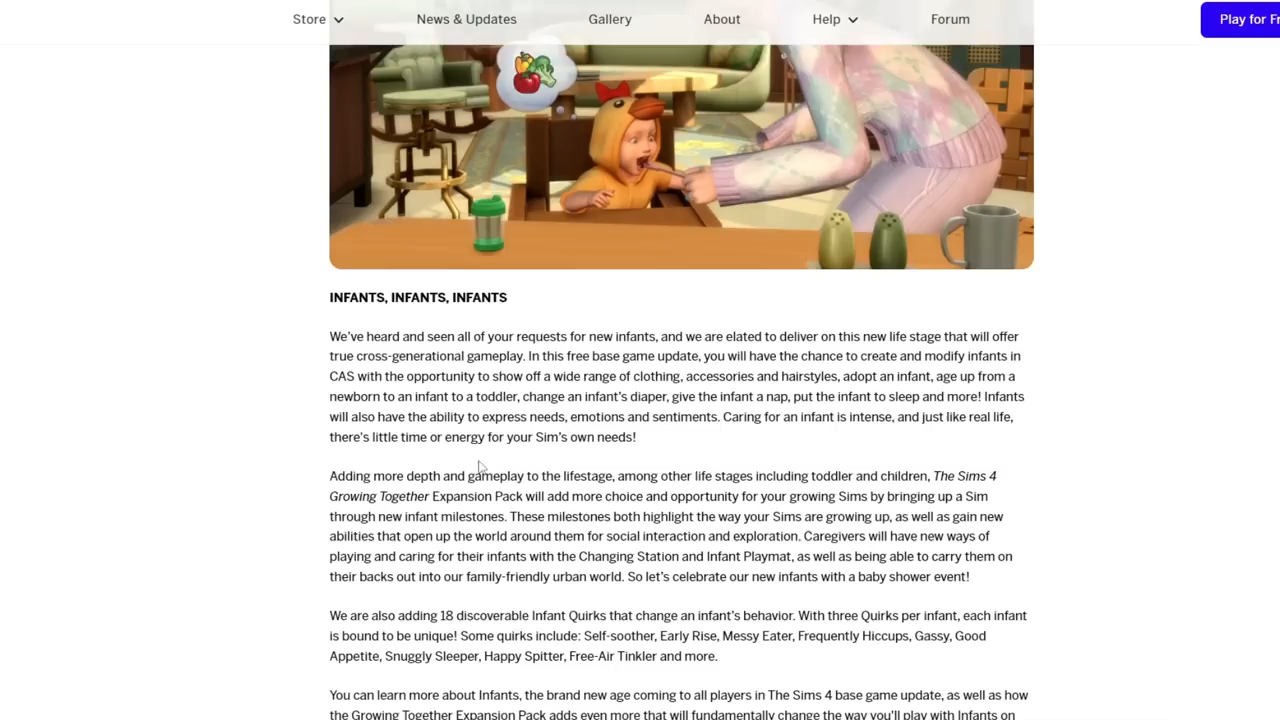 Store News & Updates Gallery About Help Forum Play for Fr
INFANTS, INFANTS, INFANTS
We've heard and seen all of your requests for new infants, and we are elated to deliver on this new life stage that will offer
true cross-generational gameplay. In this free base game update, you will have the chance to create and modify infants in
CAS with the opportunity to show off a wide range of clothing, accessories and hairstyles, adopt an infant, age up from a
newborn to an infant to a toddler, change an infant's diaper, give the infant a nap, put the infant to sleep and more! Infants
will also have the ability to express needs, emotions and sentiments. Caring for an infant is intense, and just like real life,
there's little time or energy for your Sim's own needs!
Adding more depth and gameplay to the lifestage, among other life stages including toddler and children, The Sims 4
Growing Together Expansion Pack will add more choice and opportunity for your growing Sims by bringing up a Sim
through new infant milestones. These milestones both highlight the way your Sims are growing up, as well as gain new
abilities that open up the world around them for social interaction and exploration. Caregivers will have new ways of
playing and caring for their infants with the Changing Station and Infant Playmat, as well as being able to carry them on
their backs out into our family-friendly urban world. So let's celebrate our new infants with a baby shower event!
We are also adding 18 discoverable Infant Quirks that change an infant's behavior. With three Quirks per infant, each infant
is bound to be unique! Some quirks include: Self-soother, Early Rise, Messy Eater, Frequently Hiccups, Gassy, Good
Appetite, Snuggly Sleeper, Happy Spitter, Free-Air Tinkler and more.
You can learn more about Infants, the brand new age coming to all players in The Sims 4 base game update, as well as how
the Growing Together Expansion Pack adds even more that will fundamentally change the way you'll play with Infants on